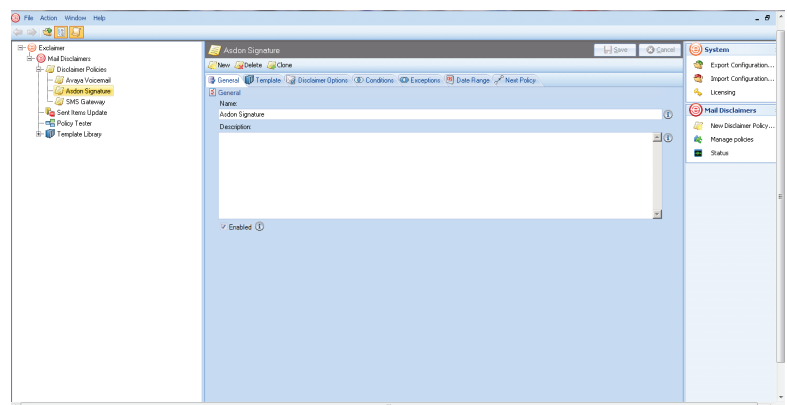 File Action Window Help
Exclaimer
Mail Disclaimers
Disclaimer Policies
Avaya Voicemail
Asdon Signature
SMS Gateway
Sent Items Update
Policy Tester
Template Library
Asdon Signature
Save Cancel
New Delete Clone
General Template Disclaimer Options Conditions Exceptions Date Range Next Policy
General
Name:
Asdon Signature
Description:
Enabled
System
Export Configuration...
Import Configuration...
Licensing
Mail Disclaimers
New Disclaimer Policy...
Manage policies
Status